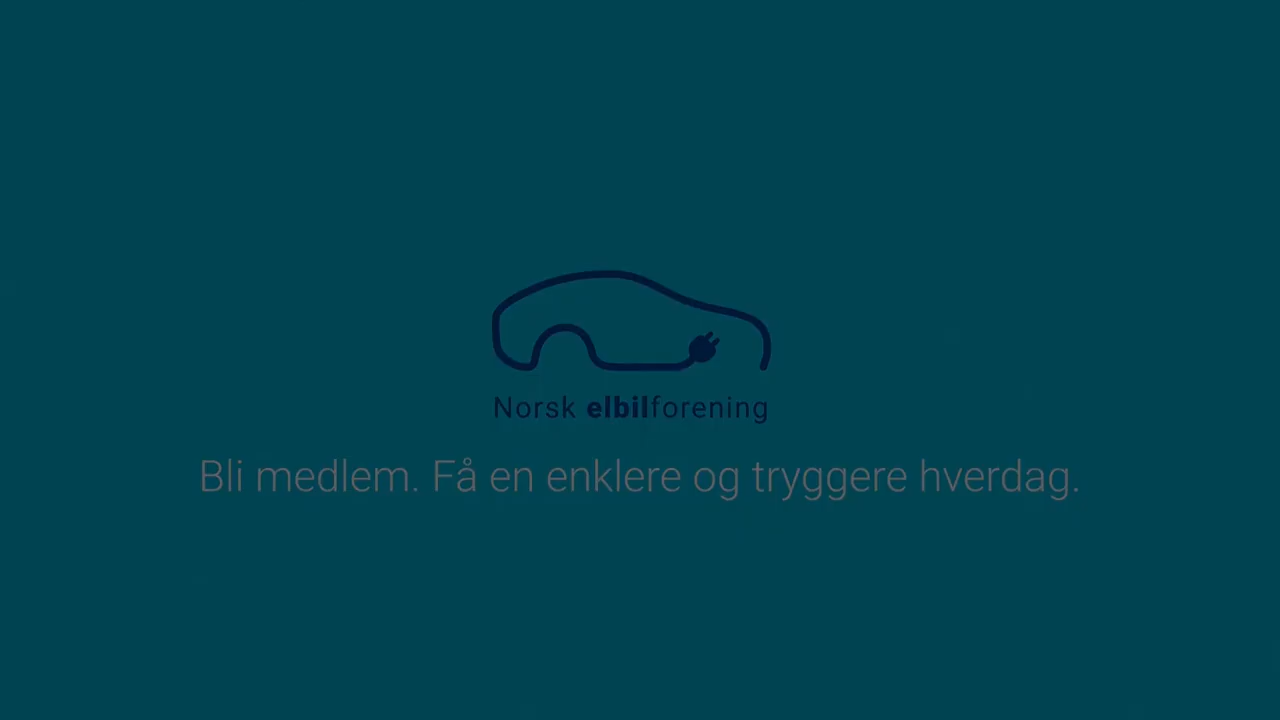 Norsk elbilforening
Bli medlem. Få en enklere og tryggere hverdag.